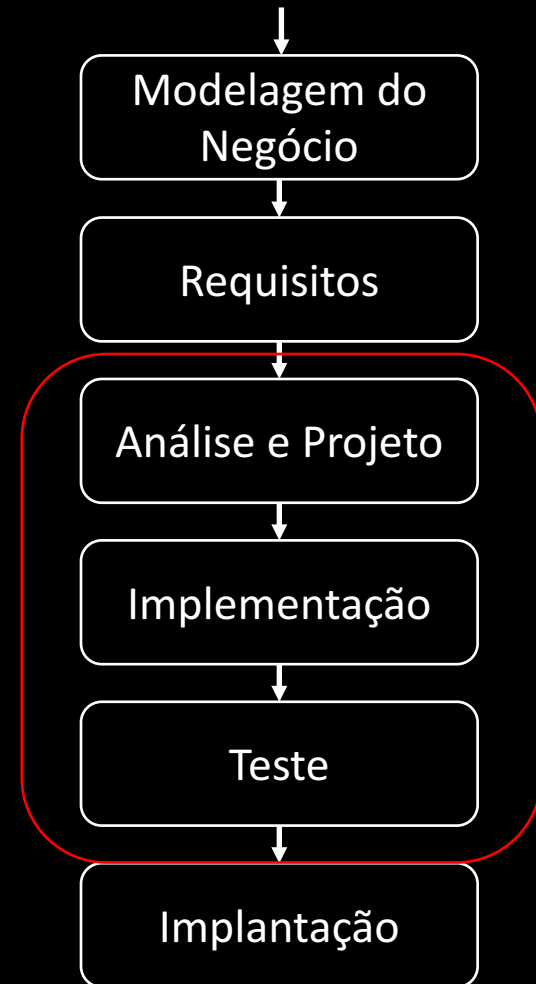 Modelagem do
Negócio
Requisitos
Análise e Projeto
Implementação
Teste
Implantação